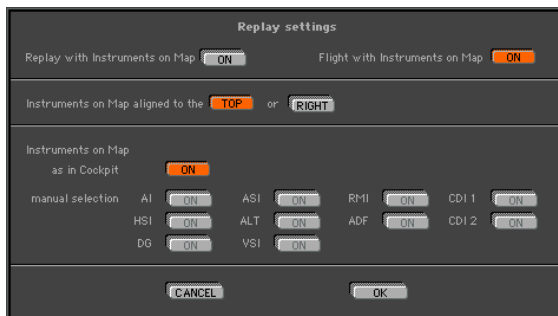 Replay settings
Replay with Instruments on Map ON Flight with Instruments on Map ON
Instruments on Map aligned to the TOP or RIGHT
Instruments on Map
as in Cockpit ON
manual selection AI ON ASI ON RMI ON CDI 1 ON
HSI ON ALT ON ADF ON CDI 2 ON
DG ON VSI ON
CANCEL OK